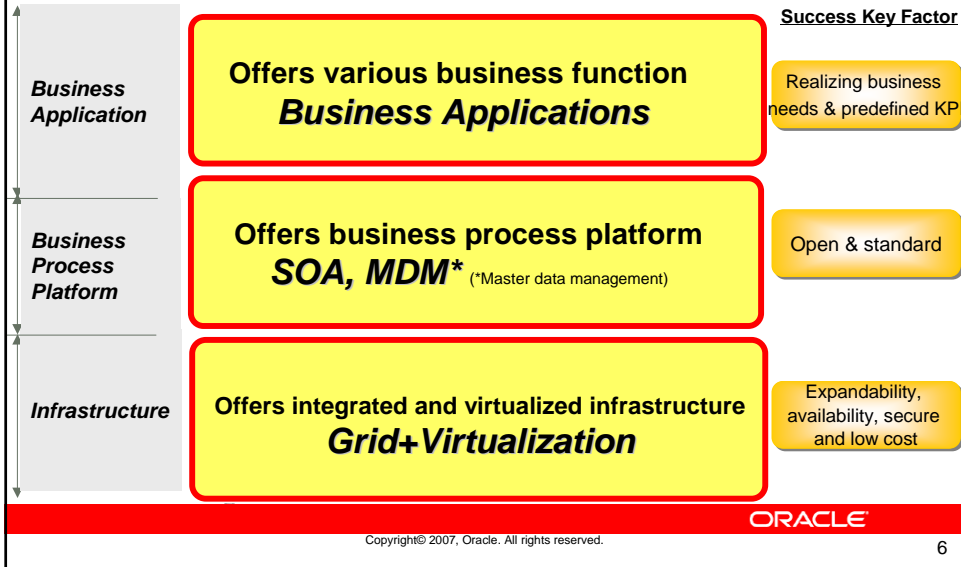 Success Key Factor
Business
Application
Offers various business function
Business Applications
Realizing business
needs & predefined KP
Business
Process
Platform
Offers business process platform
SOA, MDM* (*Master data management)
Open & standard
Infrastructure
Offers integrated and virtualized infrastructure
Grid+Virtualization
Expandability,
availability, secure
and low cost
ORACLE
Copyright© 2007, Oracle. All rights reserved.
6